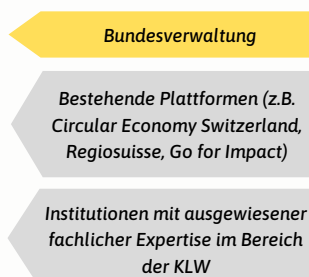 Bundesverwaltung
Bestehende Plattformen (z.B.
Circular Economy Switzerland,
Regiosuisse, Go for Impact)
Institutionen mit ausgewiesener
fachlicher Expertise im Bereich
der KLW